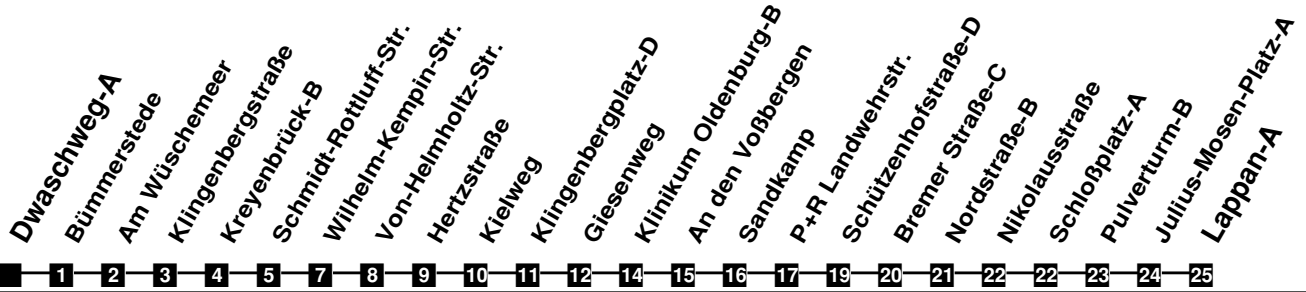 Dwaschweg-A
Bümmerstede
Am Wüschemeer
Klingenbergstraße
Kreyenbrück-B
Schmidt-Rottluff-Str.
Wilhelm-Kempin-Str.
Von-Helmholtz-Str.
Hertzstraße
Kielweg
Klingenbergplatz-D
Giesenweg
Klinikum Oldenburg-B
An den Voßbergen
Sandkamp
P+R Landwehrstr.
Schützenhofstraße-D
Bremer Straße-C
Nordstraße-B
Nikolausstraße
Schloßplatz-A
Pulverturm-B
Julius-Mosen-Platz-A
Lappan-A
1 2 3 4 5 7 8 9 10 11 12 14 15 16 17 19 20 21 22 22 23 24 25